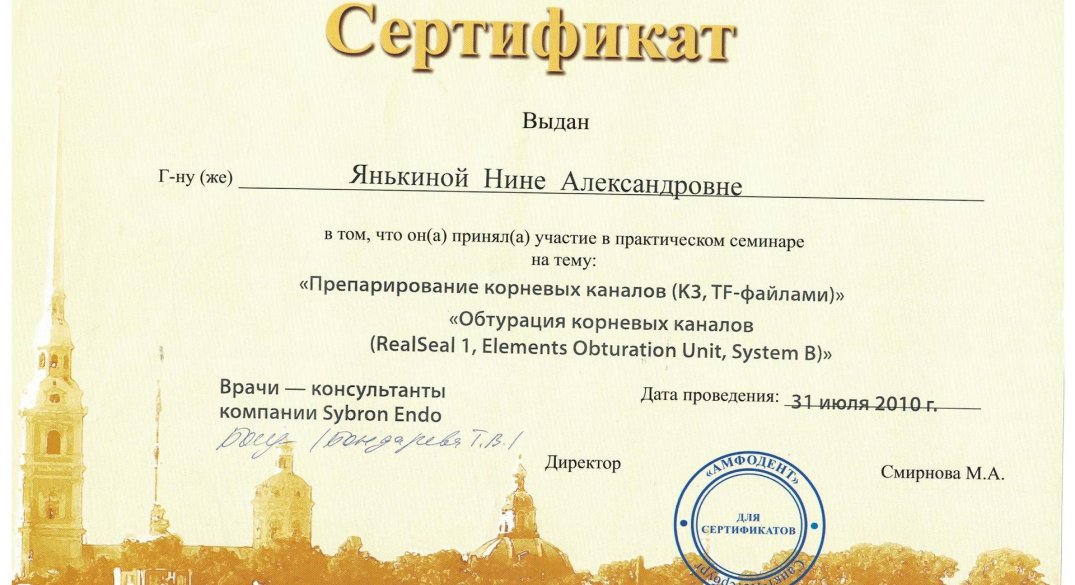 Сертификат
Выдан
Г-ну (же) Янькиной Нине Александровне
в том, что он(а) принял(а) участие в практическом семинаре
на тему:
«Препарирование корневых каналов (К3, TF-файлами)»
«Обтурация корневых каналов
(RealSeal 1, Elements Obturation Unit, System B)»
Врачи — консультанты
компании Sybron Endo
Дата проведения: 31 июля 2010 г.
/Бондарева Т.В./
Директор
Смирнова М.А.
«АМФОДЕНТ»
ДЛЯ
СЕРТИФИКАТОВ
Санкт-Петербург